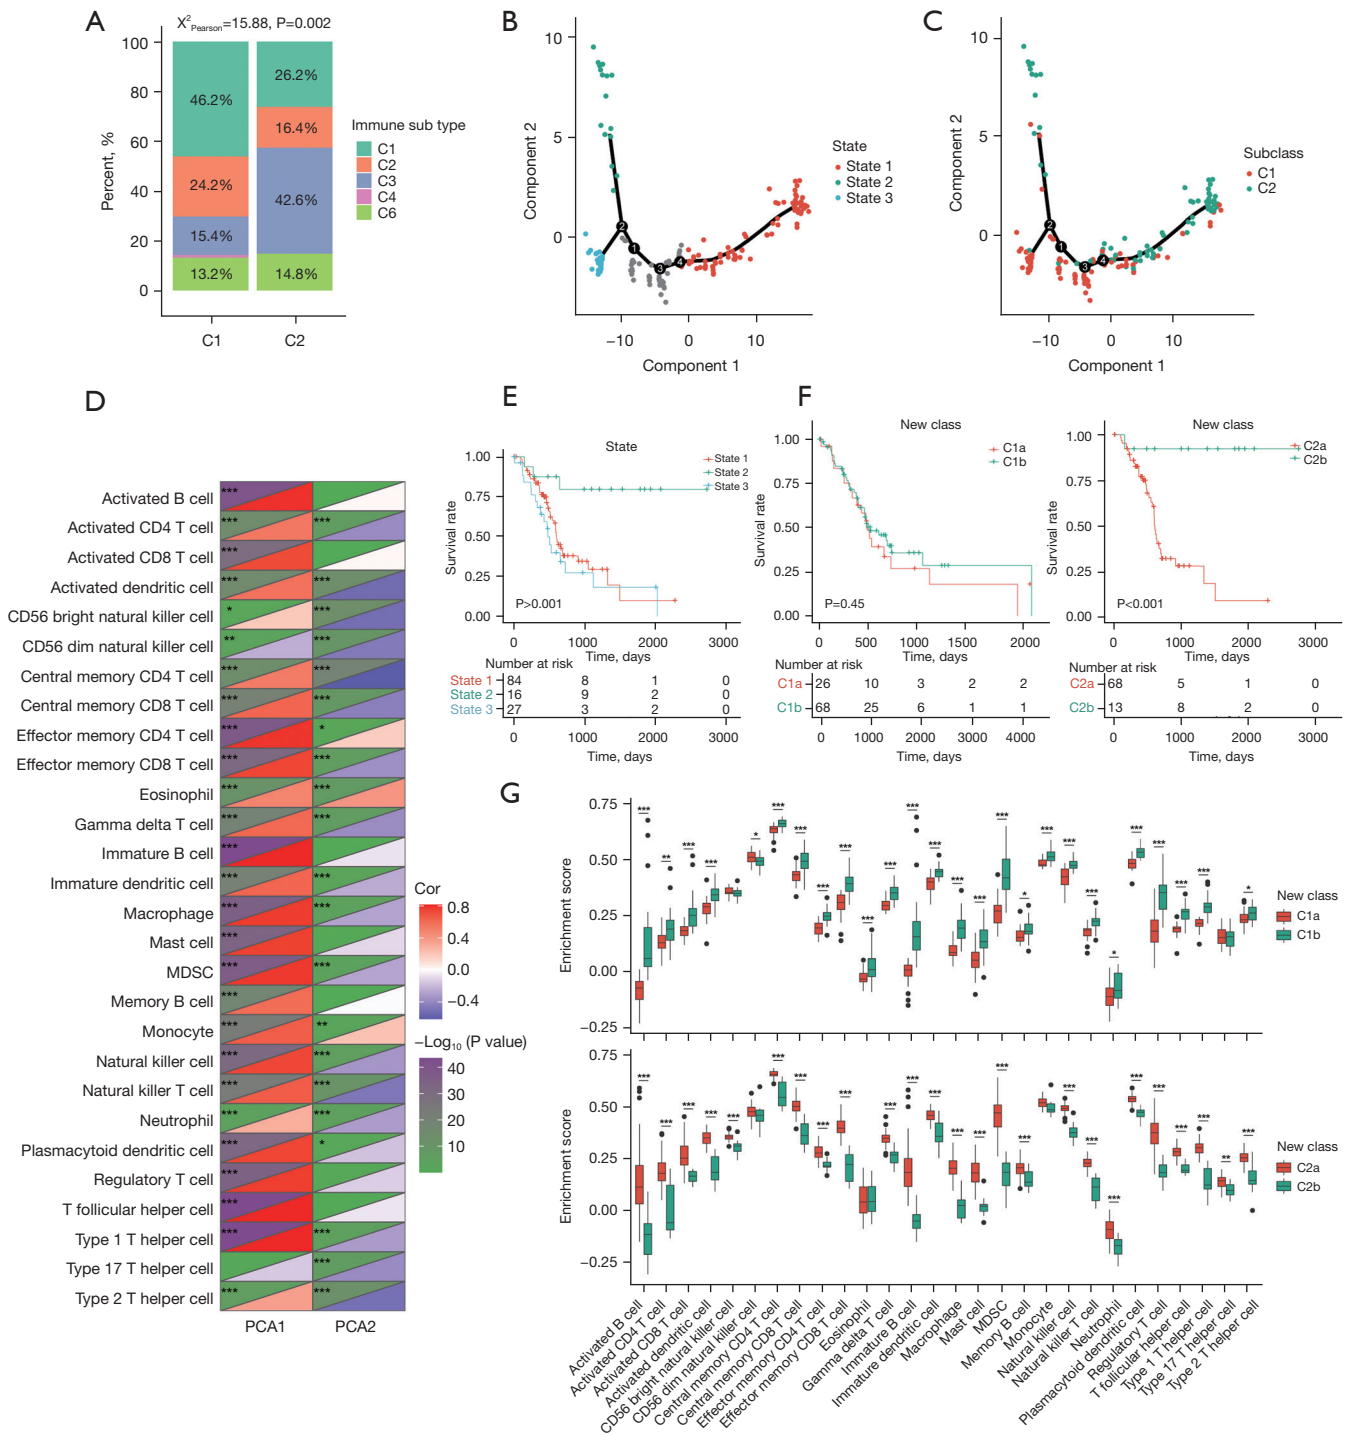 A
X²Pearson=15.88, P=0.002
Percent, %
100
80
60
40
20
0
46.2%
24.2%
15.4%
13.2%
26.2%
16.4%
42.6%
14.8%
C1
C2
Immune sub type
C1
C2
C3
C4
C6
B
Component 2
10
5
0
2
1
3
4
−10
0
10
Component 1
State
State 1
State 2
State 3
C
Component 2
10
5
0
2
1
3
4
−10
0
10
Component 1
Subclass
C1
C2
D
Activated B cell
Activated CD4 T cell
Activated CD8 T cell
Activated dendritic cell
CD56 bright natural killer cell
CD56 dim natural killer cell
Central memory CD4 T cell
Central memory CD8 T cell
Effector memory CD4 T cell
Effector memory CD8 T cell
Eosinophil
Gamma delta T cell
Immature B cell
Immature dendritic cell
Macrophage
Mast cell
MDSC
Memory B cell
Monocyte
Natural killer cell
Natural killer T cell
Neutrophil
Plasmacytoid dendritic cell
Regulatory T cell
T follicular helper cell
Type 1 T helper cell
Type 17 T helper cell
Type 2 T helper cell
PCA1
PCA2
Cor
0.8
0.4
0.0
−0.4
−Log10 (P value)
40
30
20
10
E
State
Survival rate
1.00
0.75
0.50
0.25
0.00
State 1
State 2
State 3
P>0.001
0
1000
2000
3000
Time, days
Number at risk
State 1 84 8 1 0
State 2 16 9 2 0
State 3 27 3 2 0
0 1000 2000 3000
Time, days
F
New class
Survival rate
1.00
0.75
0.50
0.25
0.00
C1a
C1b
P=0.45
0 500 1000 1500 2000
Time, days
Number at risk
C1a 26 10 3 2 2
C1b 68 25 6 1 1
0 1000 2000 3000 4000
Time, days
New class
Survival rate
1.00
0.75
0.50
0.25
0.00
C2a
C2b
P<0.001
0 1000 2000 3000
Time, days
Number at risk
C2a 68 5 1 0
C2b 13 8 2 0
0 1000 2000 3000
Time, days
G
Enrichment score
0.75
0.50
0.25
0.00
−0.25
New class
C1a
C1b
Enrichment score
0.75
0.50
0.25
0.00
−0.25
New class
C2a
C2b
Activated B cell
Activated CD4 T cell
Activated CD8 T cell
Activated dendritic cell
CD56 bright natural killer cell
CD56 dim natural killer cell
Central memory CD4 T cell
Central memory CD8 T cell
Effector memory CD4 T cell
Effector memory CD8 T cell
Eosinophil
Gamma delta T cell
Immature B cell
Immature dendritic cell
Macrophage
Mast cell
MDSC
Memory B cell
Monocyte
Natural killer cell
Natural killer T cell
Neutrophil
Plasmacytoid dendritic cell
Regulatory T cell
T follicular helper cell
Type 1 T helper cell
Type 17 T helper cell
Type 2 T helper cell